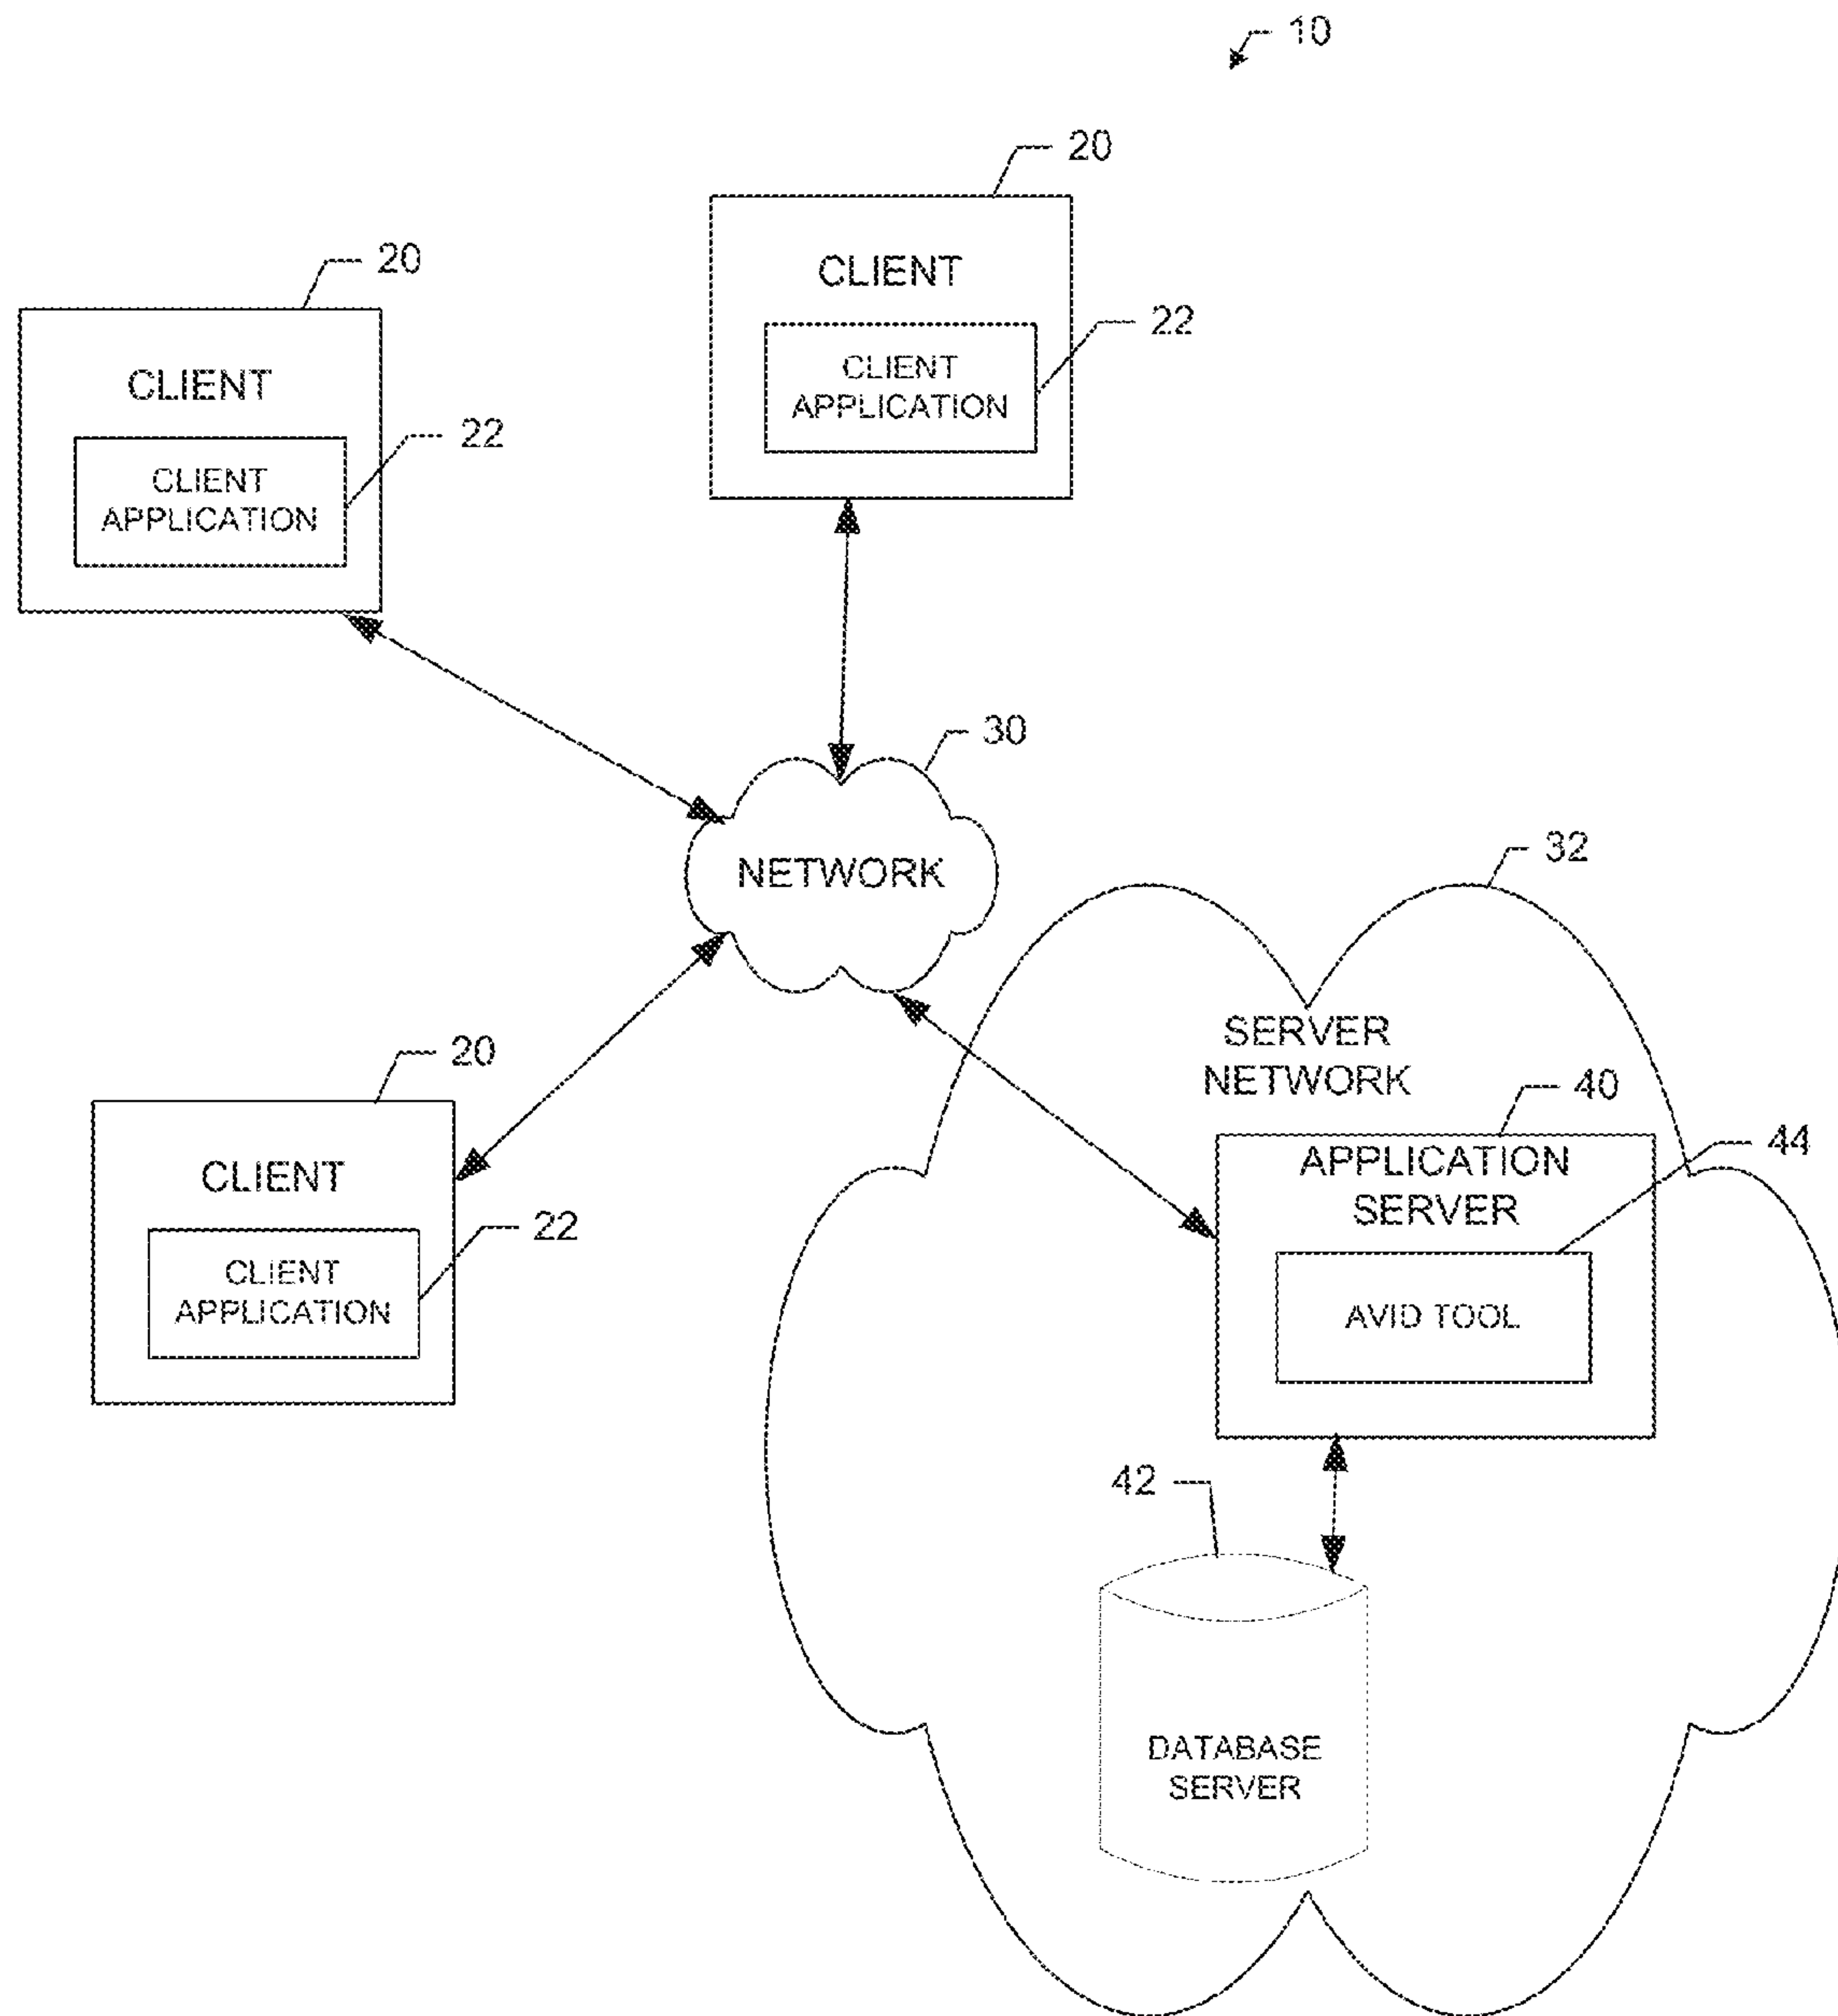 10
20
CLIENT
22
CLIENT
APPLICATION
20
CLIENT
22
CLIENT
APPLICATION
30
NETWORK
32
SERVER
NETWORK
20
CLIENT
22
CLIENT
APPLICATION
40
APPLICATION
SERVER
44
AVID TOOL
42
DATABASE
SERVER